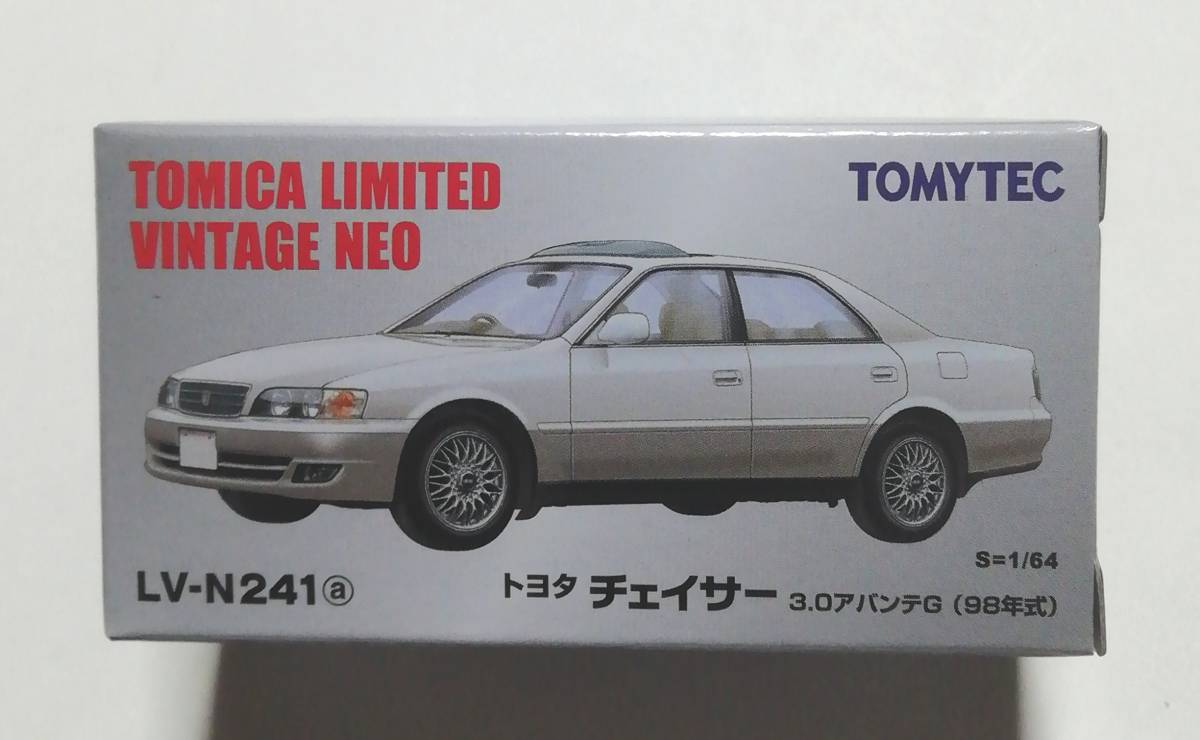 TOMICA LIMITED
VINTAGE NEO
TOMYTEC
S=1/64
LV-N241ⓐ
トヨタ チェイサー 3.0アバンテG (98年式)